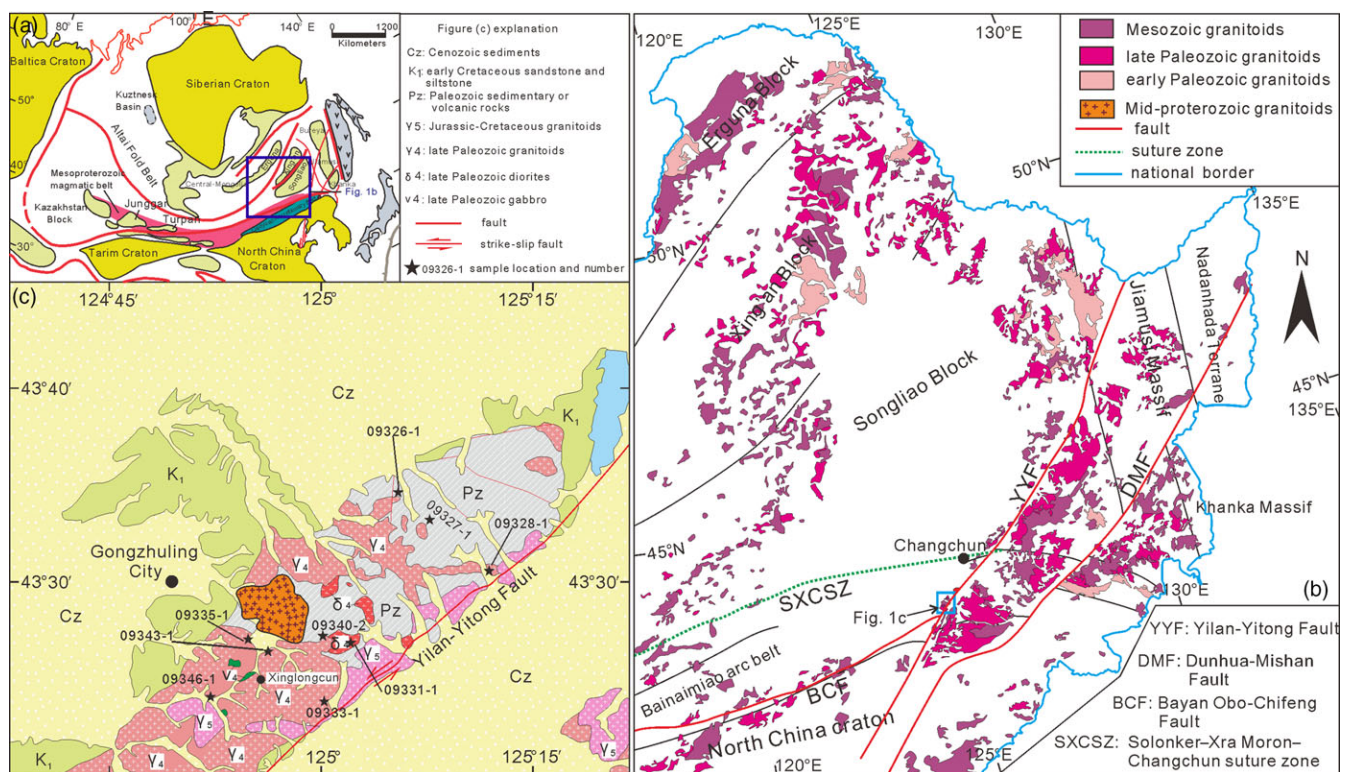 (a)
80° E
100° E
140° E
0 1200
Kilometers
Baltica Craton
Siberian Craton
Kuztnesk
Basin
50°
50°
Altai Fold Belt
40°
40°
Songliao
Mesoproterozoic
magmatic belt
Fig. 1b
Kazakhstan
Block
Junggar
Turpan
30°
30°
Tarim Craton
North China
Craton
Figure (c) explanation
Cz: Cenozoic sediments
K₁: early Cretaceous sandstone and
siltstone
Pz: Paleozoic sedimentary or
volcanic rocks
γ5: Jurassic-Cretaceous granitoids
γ4: late Paleozoic granitoids
δ 4: late Paleozoic diorites
ν4: late Paleozoic gabbro
fault
strike-slip fault
09326-1 sample location and number
(c)
124°45′
125°
125°15′
43°40′
Cz
K₁
09326-1
K₁
Pz
09327-1
09328-1
Gongzhuling
City
γ₄
43°30′
43°30′
Cz
δ₄
Pz
09335-1
09340-2
09343-1
δ₄
γ₅
Yilan-Yitong Fault
09346-1
ν₄
Xinglongcun
γ₄
09331-1
Cz
γ₅
09333-1
K₁
γ₄
γ₄
125°
γ₅
125°15′
120°E
125°E
130°E
Mesozoic granitoids
late Paleozoic granitoids
early Paleozoic granitoids
Mid-proterozoic granitoids
fault
suture zone
national border
Erguna Block
50°N
135°E
50°N
Xing'an Block
Jiamusi Massif
Nadanhada Terrane
N
Songliao Block
45°N
135°E
YYF
DMF
Khanka Massif
45°N
Changchun
SXCSZ
130°E
(b)
Fig. 1c
Bainaimiao arc belt
BCF
North China craton
120°E
125°E
YYF: Yilan-Yitong Fault
DMF: Dunhua-Mishan
Fault
BCF: Bayan Obo-Chifeng
Fault
SXCSZ: Solonker–Xra Moron–
Changchun suture zone